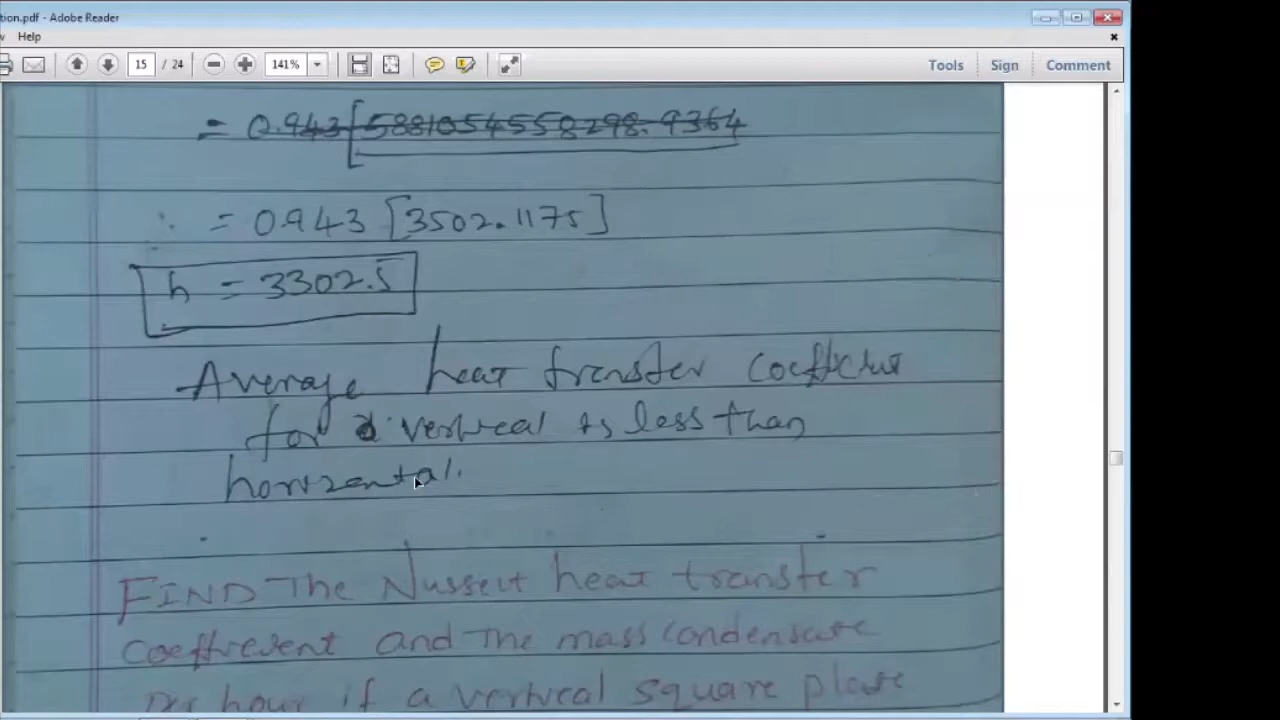 tion.pdf - Adobe Reader
Help
15 / 24 141% Tools Sign Comment
= 0.943 [588105455 8298.9364
∴ = 0.943 [3502.1175]
h = 3302.5
Average heat transfer coefficient
for vertical is less than
horizontal.
FIND The Nusselt heat transfer
coefficient and The mass condensate
per hour if a vertical square plate